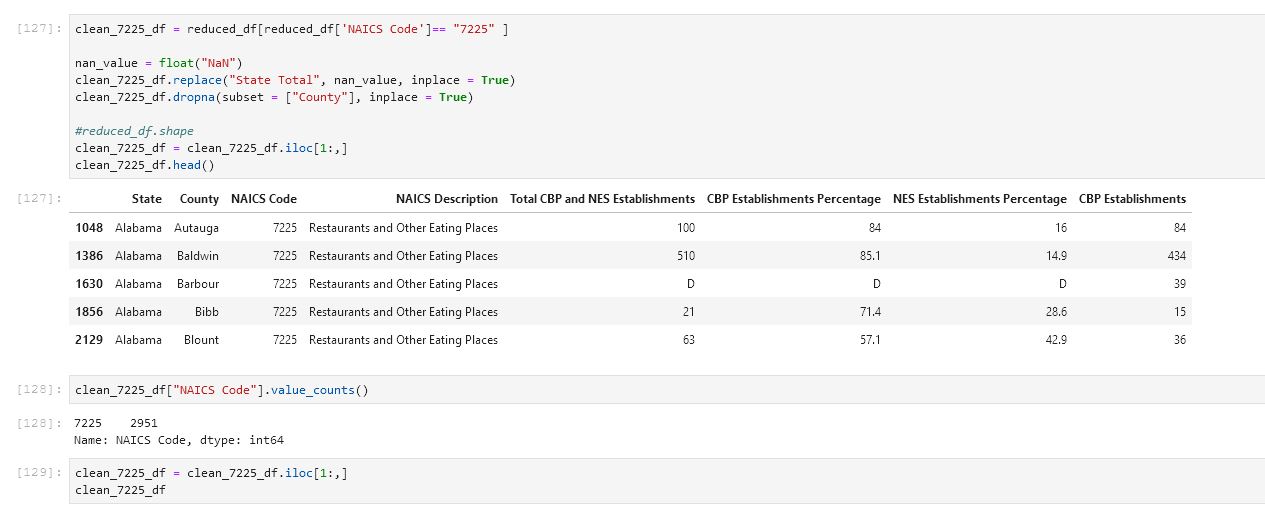 [127]: clean_7225_df = reduced_df[reduced_df['NAICS Code']== "7225" ]
nan_value = float("NaN")
clean_7225_df.replace("State Total", nan_value, inplace = True)
clean_7225_df.dropna(subset = ["County"], inplace = True)
#reduced_df.shape
clean_7225_df = clean_7225_df.iloc[1:,]
clean_7225_df.head()
[127]: State County NAICS Code NAICS Description Total CBP and NES Establishments CBP Establishments Percentage NES Establishments Percentage CBP Establishments
1048 Alabama Autauga 7225 Restaurants and Other Eating Places 100 84 16 84
1386 Alabama Baldwin 7225 Restaurants and Other Eating Places 510 85.1 14.9 434
1630 Alabama Barbour 7225 Restaurants and Other Eating Places D D D 39
1856 Alabama Bibb 7225 Restaurants and Other Eating Places 21 71.4 28.6 15
2129 Alabama Blount 7225 Restaurants and Other Eating Places 63 57.1 42.9 36
[128]: clean_7225_df["NAICS Code"].value_counts()
[128]: 7225 2951
Name: NAICS Code, dtype: int64
[129]: clean_7225_df = clean_7225_df.iloc[1:,]
clean_7225_df